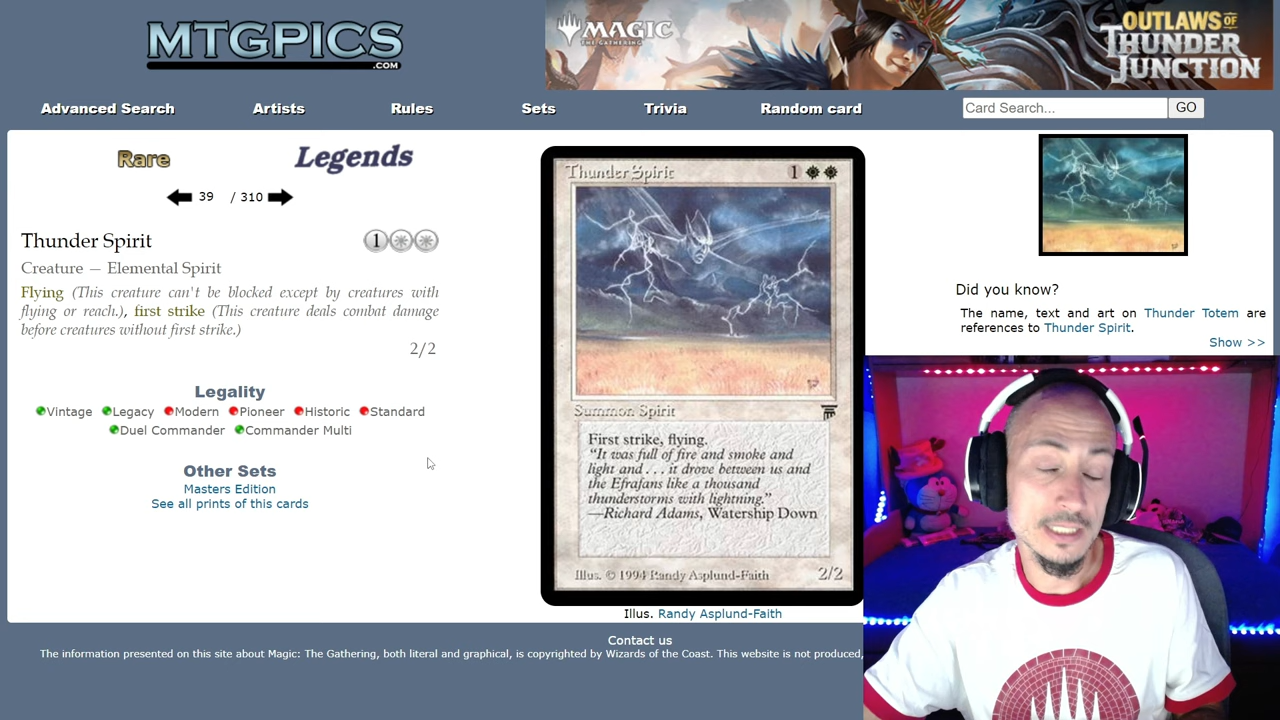 MTGPICS
.COM
MAGIC
THE GATHERING
OUTLAWS OF
THUNDER
JUNCTION
Advanced Search
Artists
Rules
Sets
Trivia
Random card
Card Search...
GO
Rare
Legends
39 / 310
Thunder Spirit
1
Creature — Elemental Spirit
Flying (This creature can't be blocked except by creatures with
flying or reach.), first strike (This creature deals combat damage
before creatures without first strike.)
2/2
Legality
Vintage Legacy Modern Pioneer Historic Standard
Duel Commander Commander Multi
Other Sets
Masters Edition
See all prints of this cards
Thunder Spirit
1
Summon Spirit
First strike, flying.
“It was full of fire and smoke and
light and . . . it drove between us and
the Efrafans like a thousand
thunderstorms with lightning.”
—Richard Adams, Watership Down
Illus. © 1994 Randy Asplund-Faith
2/2
Illus. Randy Asplund-Faith
Did you know?
The name, text and art on Thunder Totem are
references to Thunder Spirit.
Show >>
Contact us
The information presented on this site about Magic: The Gathering, both literal and graphical, is copyrighted by Wizards of the Coast. This website is not produced,